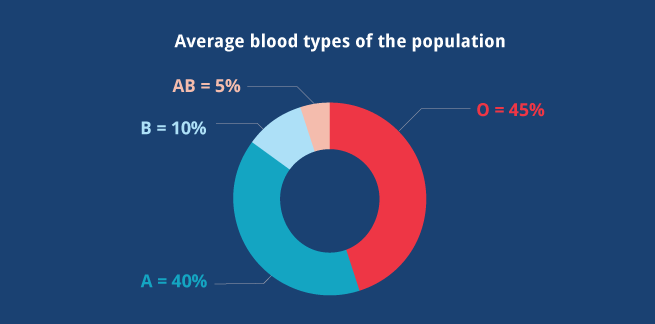 Average blood types of the population
AB = 5%
O = 45%
B = 10%
A = 40%